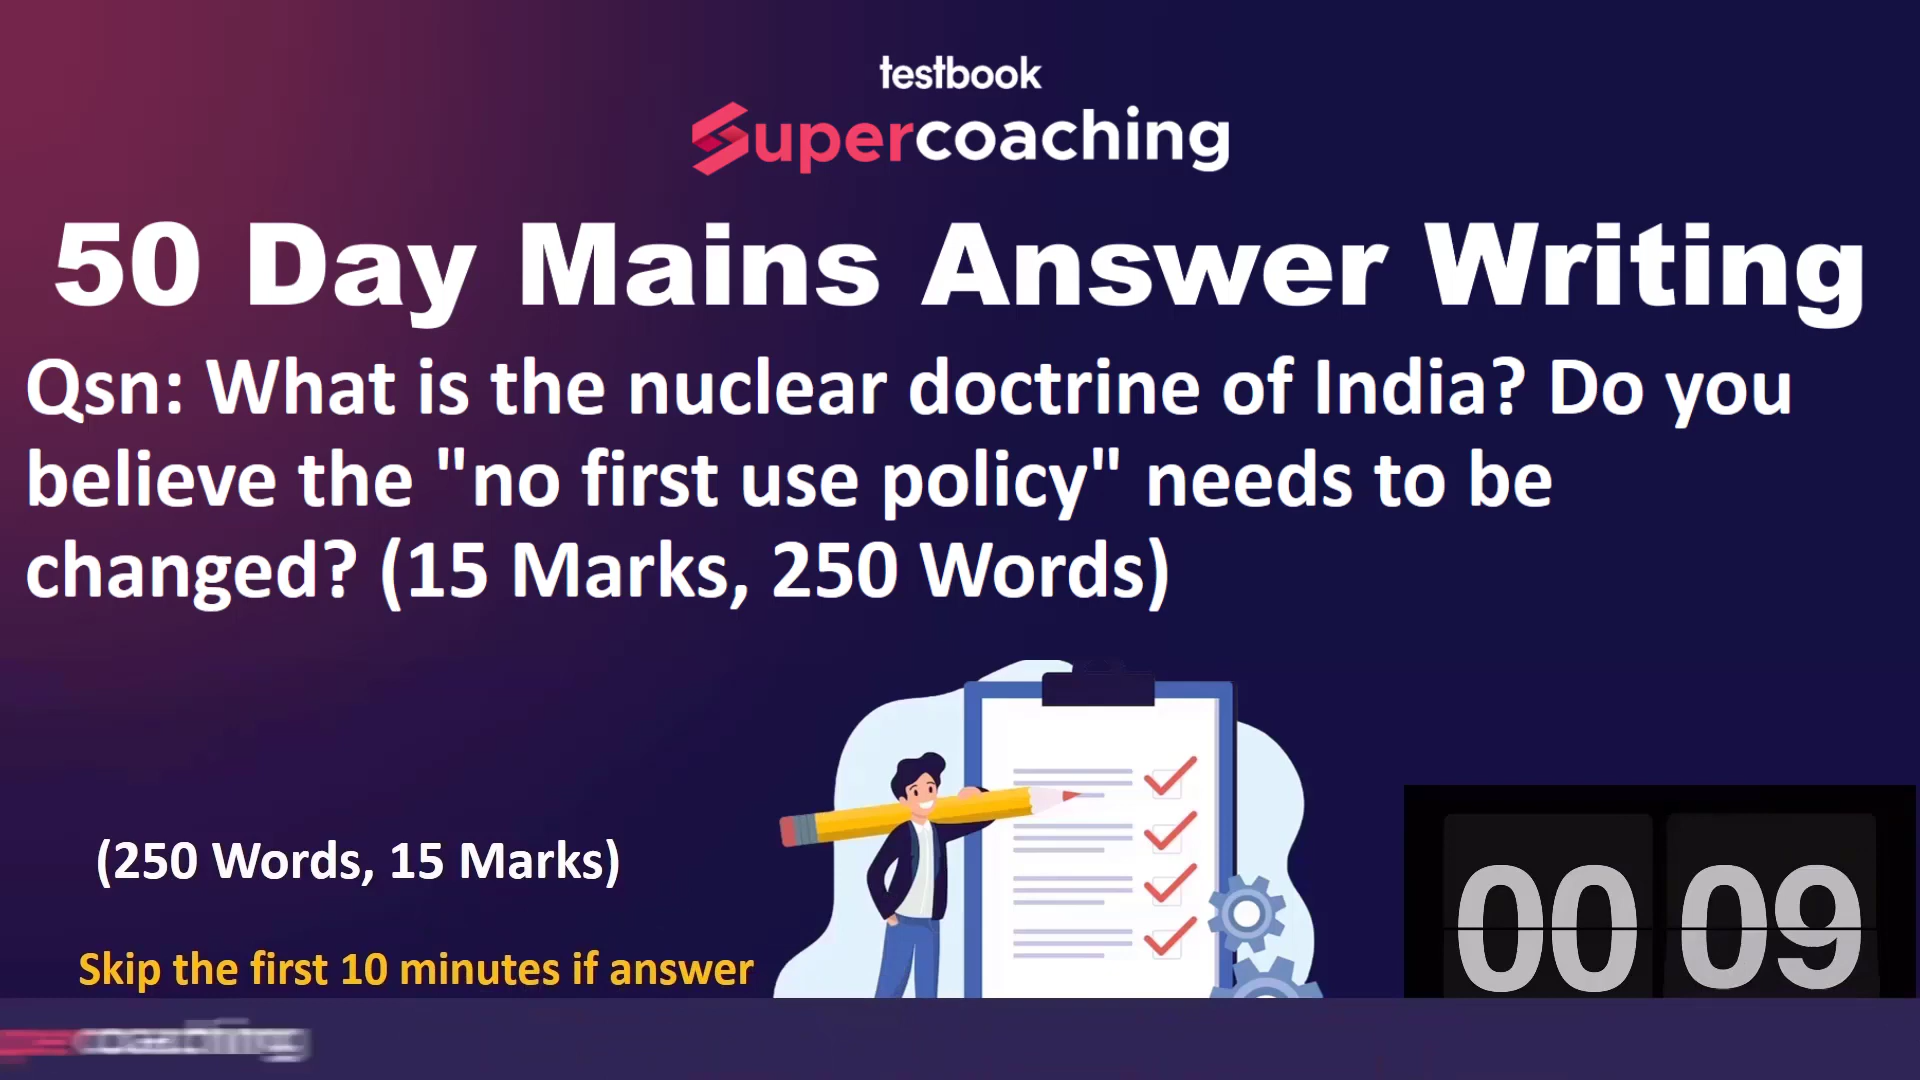 testbook
Supercoaching
50 Day Mains Answer Writing
Qsn: What is the nuclear doctrine of India? Do you
believe the "no first use policy" needs to be
changed? (15 Marks, 250 Words)
(250 Words, 15 Marks)
Skip the first 10 minutes if answer
00 09
coaching